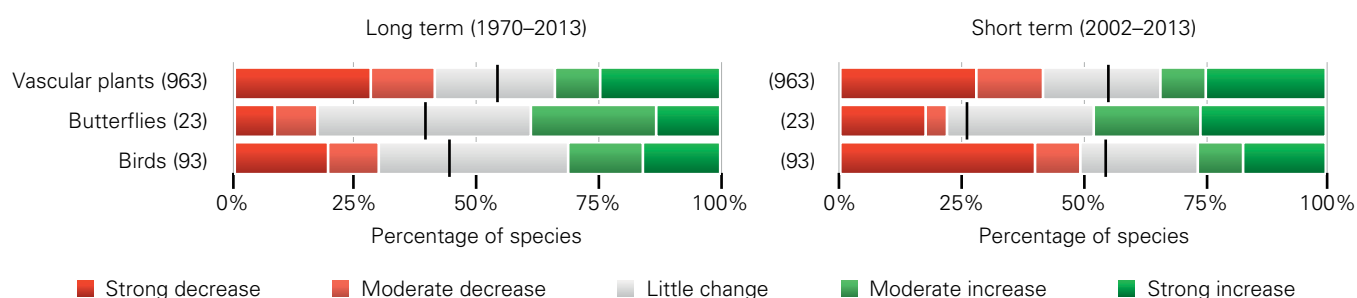 Long term (1970–2013) Short term (2002–2013)
Vascular plants (963) (963)
Butterflies (23) (23)
Birds (93) (93)
0% 25% 50% 75% 100% 0% 25% 50% 75% 100%
Percentage of species Percentage of species
Strong decrease Moderate decrease Little change Moderate increase Strong increase